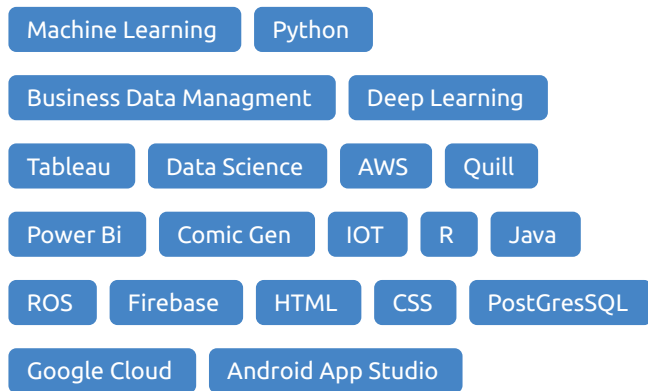 Machine Learning Python
Business Data Managment Deep Learning
Tableau Data Science AWS Quill
Power Bi Comic Gen IOT R Java
ROS Firebase HTML CSS PostGresSQL
Google Cloud Android App Studio